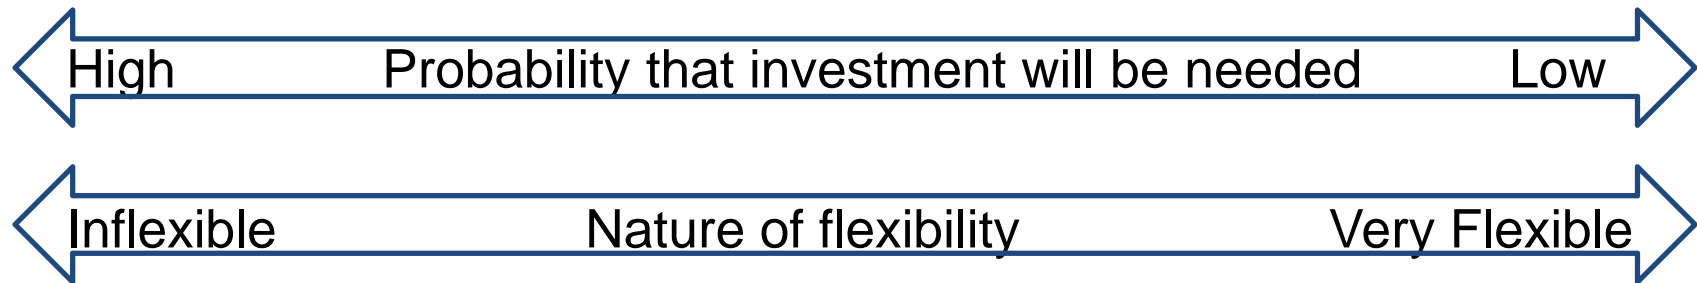 High Probability that investment will be needed Low
Inflexible Nature of flexibility Very Flexible